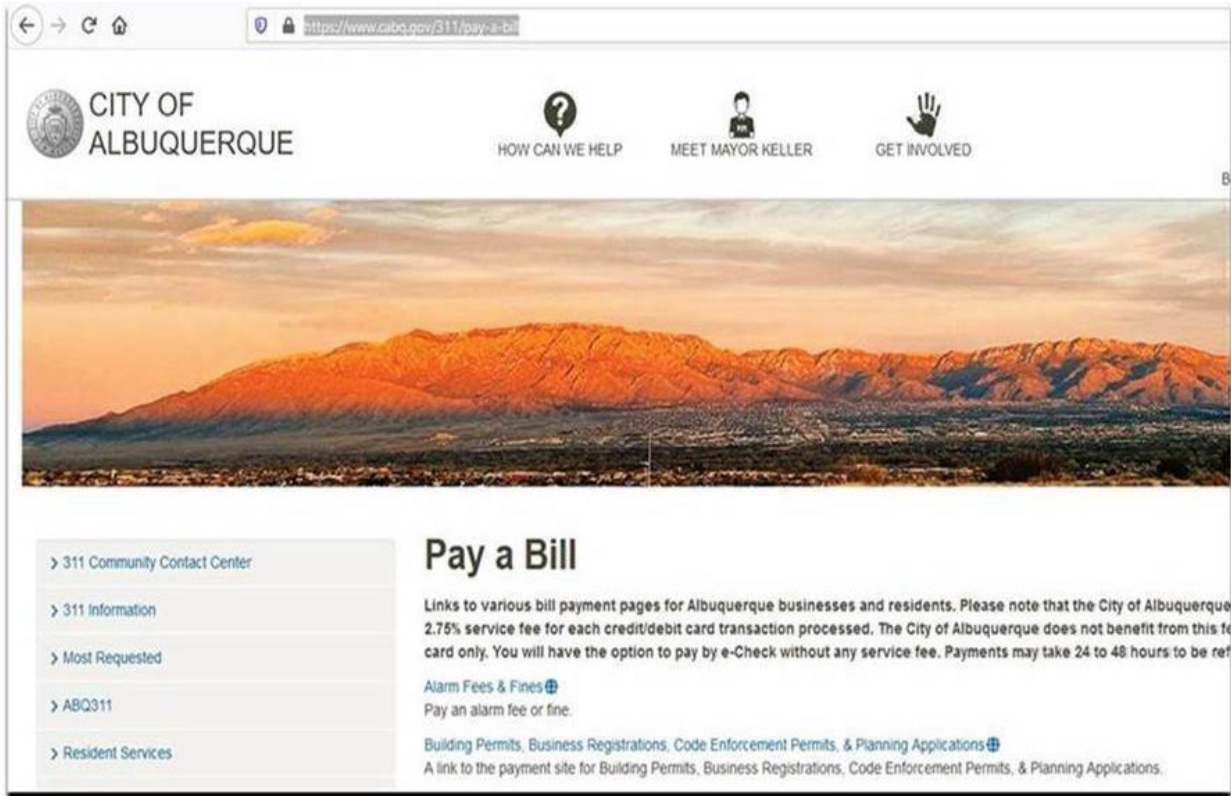 https://www.cabq.gov/311/pay-a-bill
CITY OF
ALBUQUERQUE
HOW CAN WE HELP
MEET MAYOR KELLER
GET INVOLVED
B
> 311 Community Contact Center
> 311 Information
> Most Requested
> ABQ311
> Resident Services
Pay a Bill
Links to various bill payment pages for Albuquerque businesses and residents. Please note that the City of Albuquerque
2.75% service fee for each credit/debit card transaction processed. The City of Albuquerque does not benefit from this fe
card only. You will have the option to pay by e-Check without any service fee. Payments may take 24 to 48 hours to be ref
Alarm Fees & Fines
Pay an alarm fee or fine.
Building Permits, Business Registrations, Code Enforcement Permits, & Planning Applications
A link to the payment site for Building Permits, Business Registrations, Code Enforcement Permits, & Planning Applications.